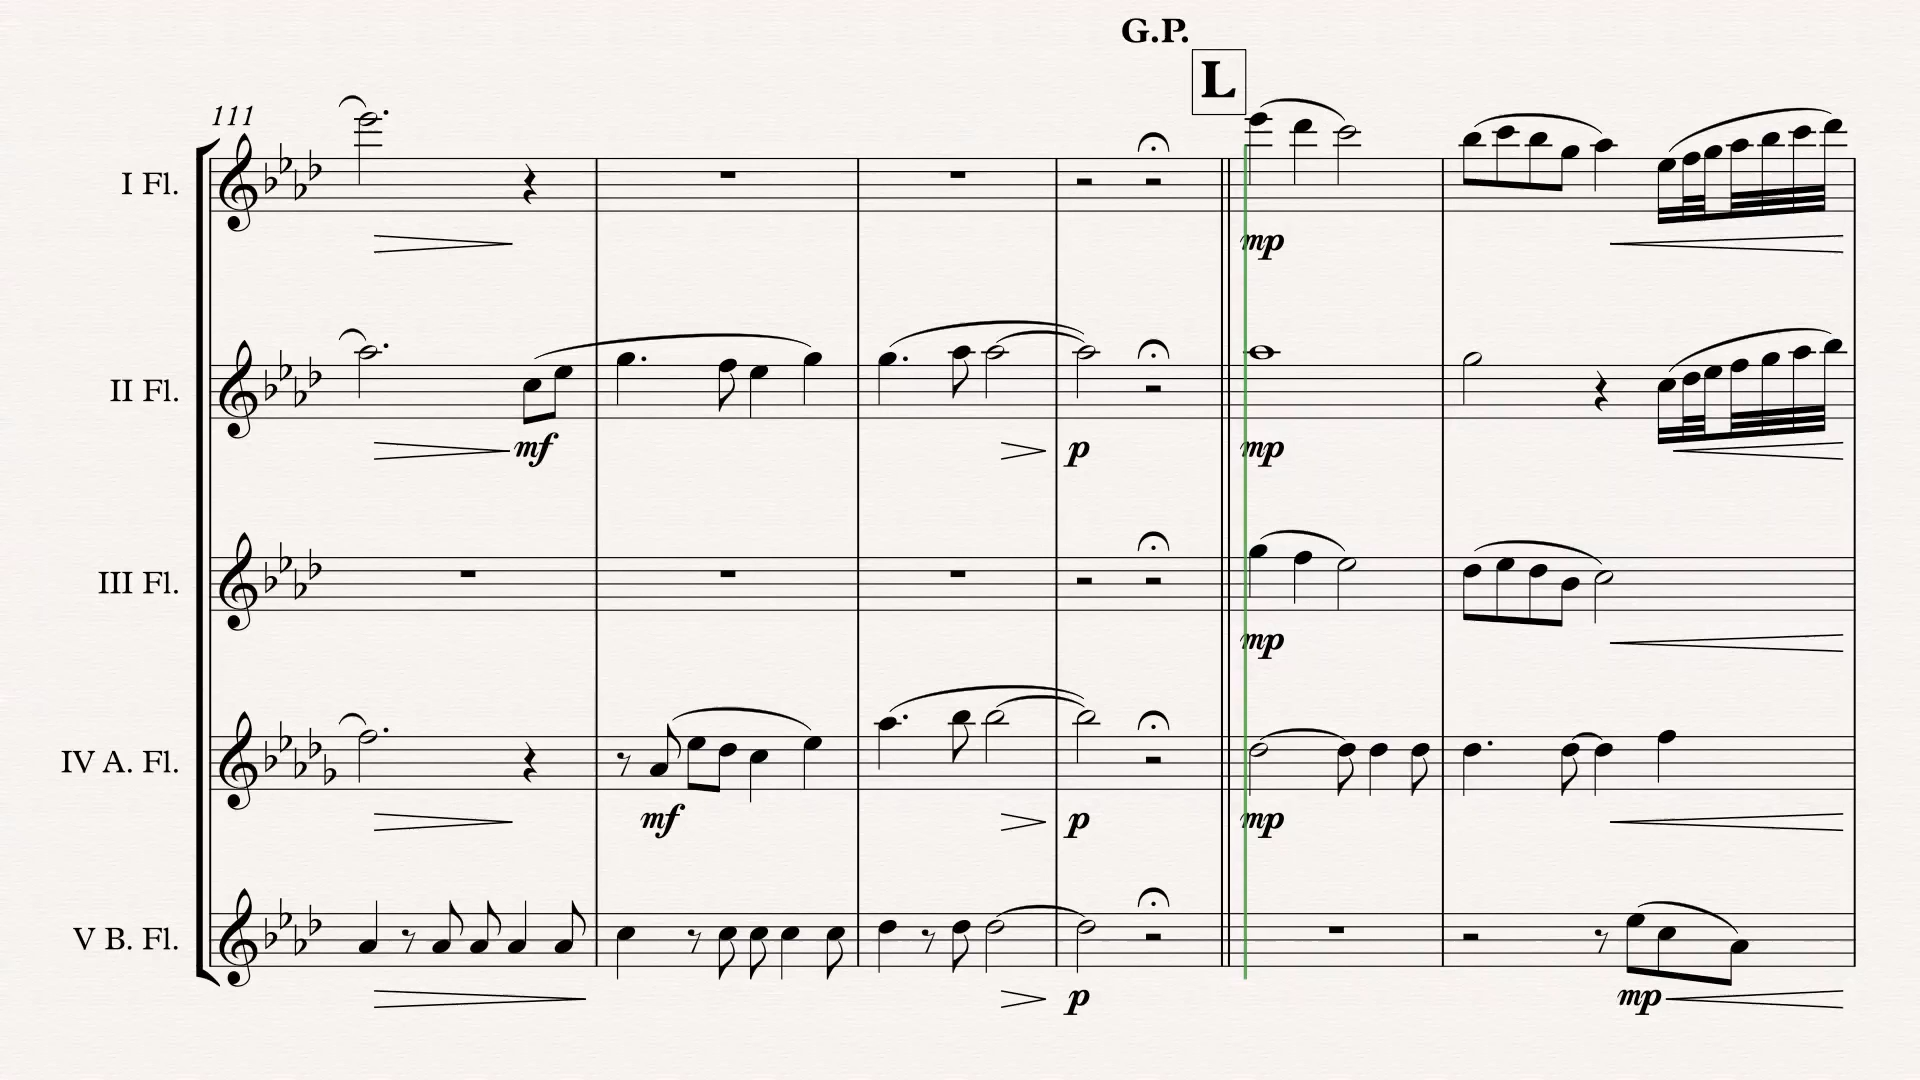 G.P.
L
111
I Fl.
mp
II Fl.
mf
p
mp
III Fl.
mp
IV A. Fl.
mf
p
mp
V B. Fl.
p
mp